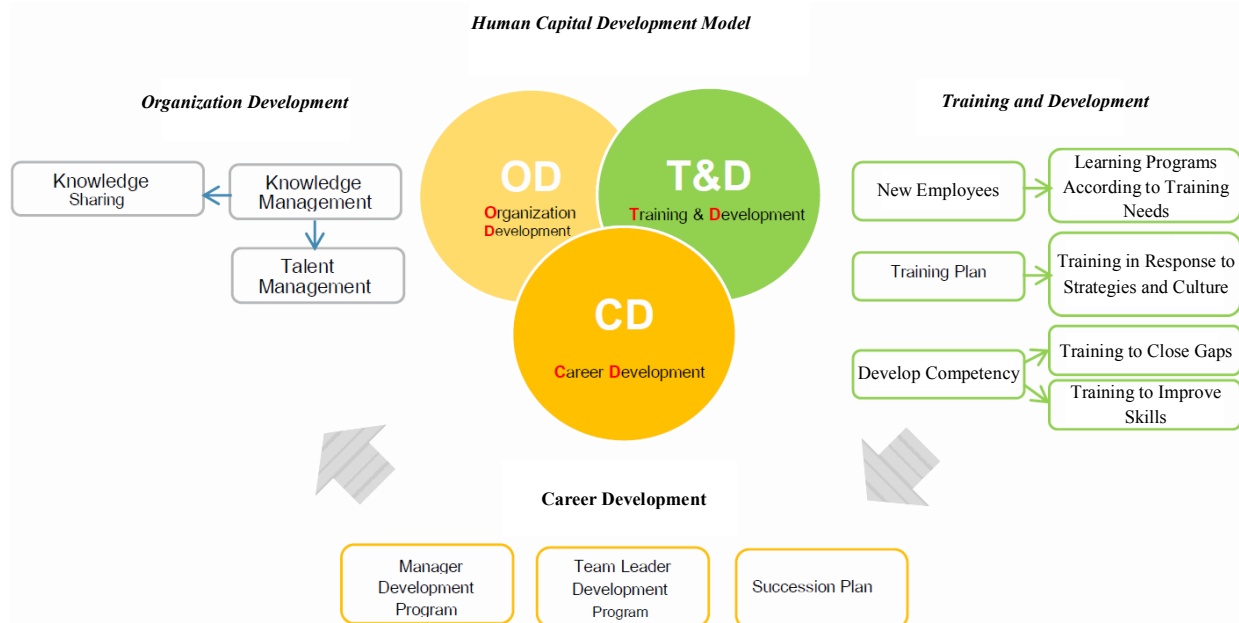 Human Capital Development Model
Organization Development
Knowledge
Sharing
Knowledge
Management
Talent
Management
OD
Organization
Development
T&D
Training & Development
CD
Career Development
Training and Development
New Employees
Learning Programs
According to Training
Needs
Training Plan
Training in Response to
Strategies and Culture
Develop Competency
Training to Close Gaps
Training to Improve
Skills
Career Development
Manager
Development
Program
Team Leader
Development
Program
Succession Plan